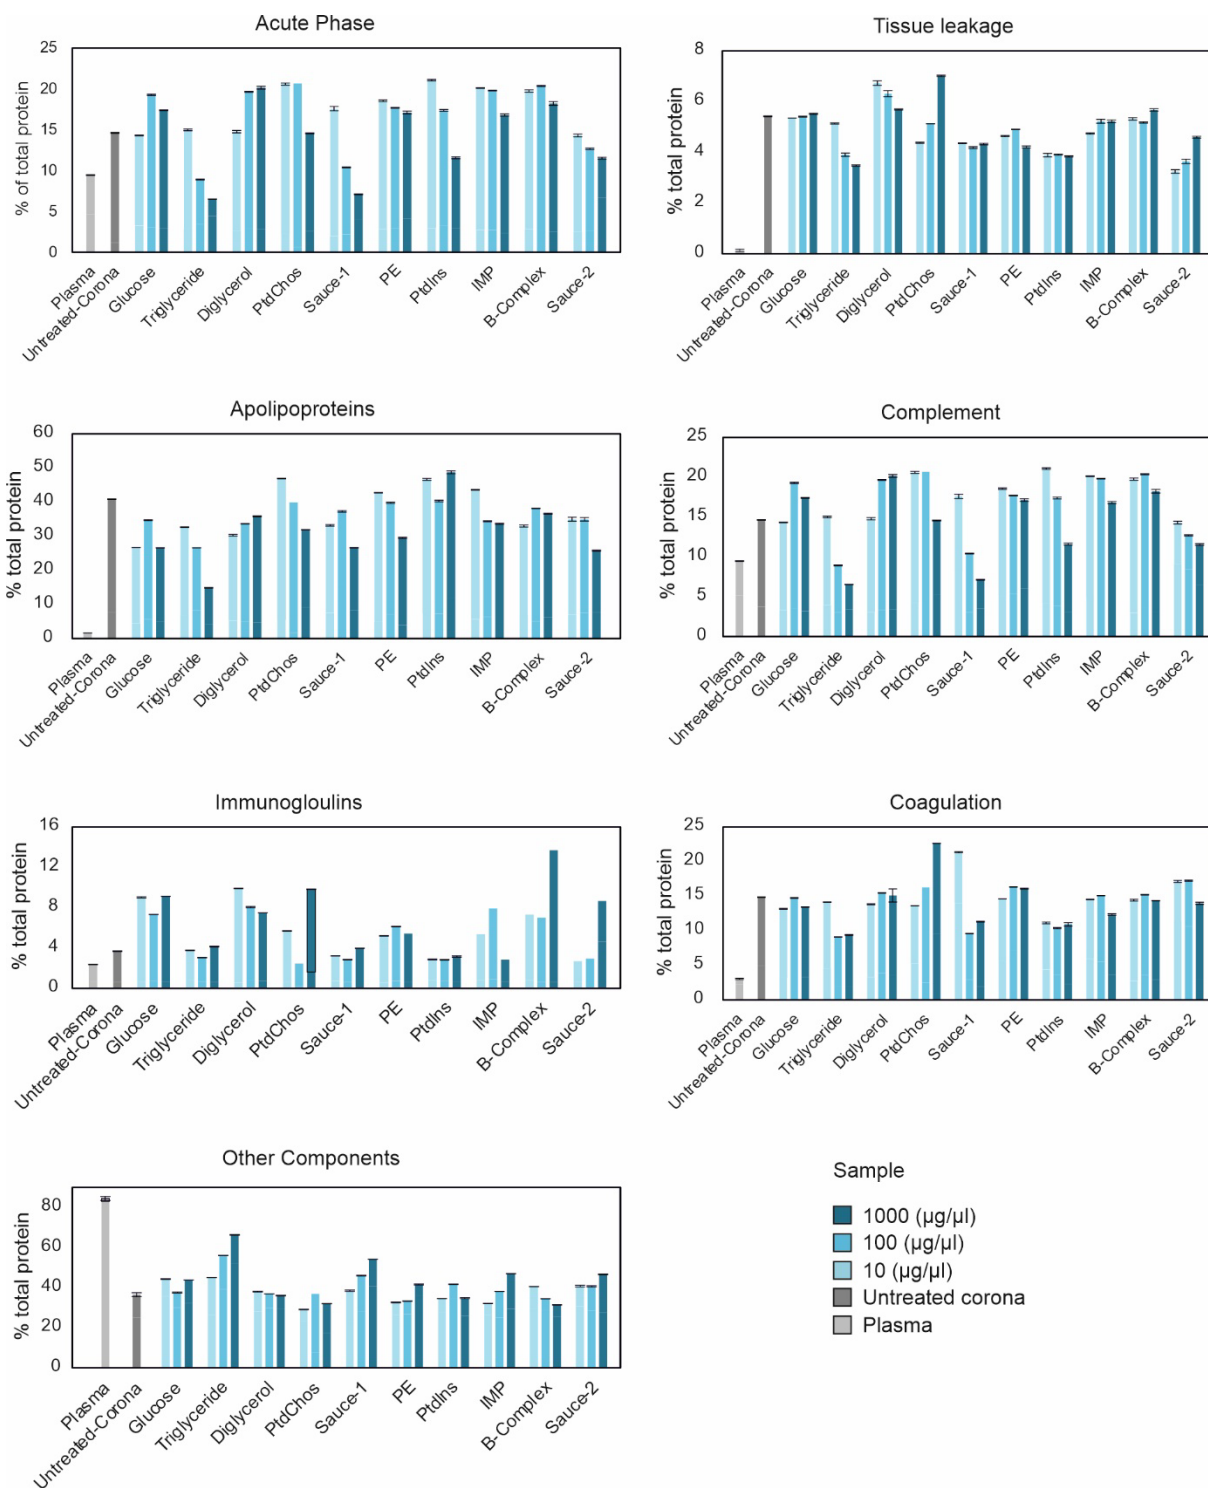 Acute Phase
% of total protein
25
20
15
10
5
0
Plasma
Untreated-Corona
Glucose
Triglyceride
Diglycerol
PtdChos
Sauce-1
PE
PtdIns
IMP
B-Complex
Sauce-2
Tissue leakage
% total protein
8
6
4
2
0
Plasma
Untreated-Corona
Glucose
Triglyceride
Diglycerol
PtdChos
Sauce-1
PE
PtdIns
IMP
B-Complex
Sauce-2
Apolipoproteins
% total protein
60
50
40
30
20
10
0
Plasma
Untreated-Corona
Glucose
Triglyceride
Diglycerol
PtdChos
Sauce-1
PE
PtdIns
IMP
B-Complex
Sauce-2
Complement
% total protein
25
20
15
10
5
0
Plasma
Untreated-Corona
Glucose
Triglyceride
Diglycerol
PtdChos
Sauce-1
PE
PtdIns
IMP
B-Complex
Sauce-2
Immunogloulins
% total protein
16
12
8
4
0
Plasma
Untreated-Corona
Glucose
Triglyceride
Diglycerol
PtdChos
Sauce-1
PE
PtdIns
IMP
B-Complex
Sauce-2
Coagulation
% total protein
25
20
15
10
5
0
Plasma
Untreated-Corona
Glucose
Triglyceride
Diglycerol
PtdChos
Sauce-1
PE
PtdIns
IMP
B-Complex
Sauce-2
Other Components
% total protein
80
60
40
20
0
Plasma
Untreated-Corona
Glucose
Triglyceride
Diglycerol
PtdChos
Sauce-1
PE
PtdIns
IMP
B-Complex
Sauce-2
Sample
1000 (µg/µl)
100 (µg/µl)
10 (µg/µl)
Untreated corona
Plasma